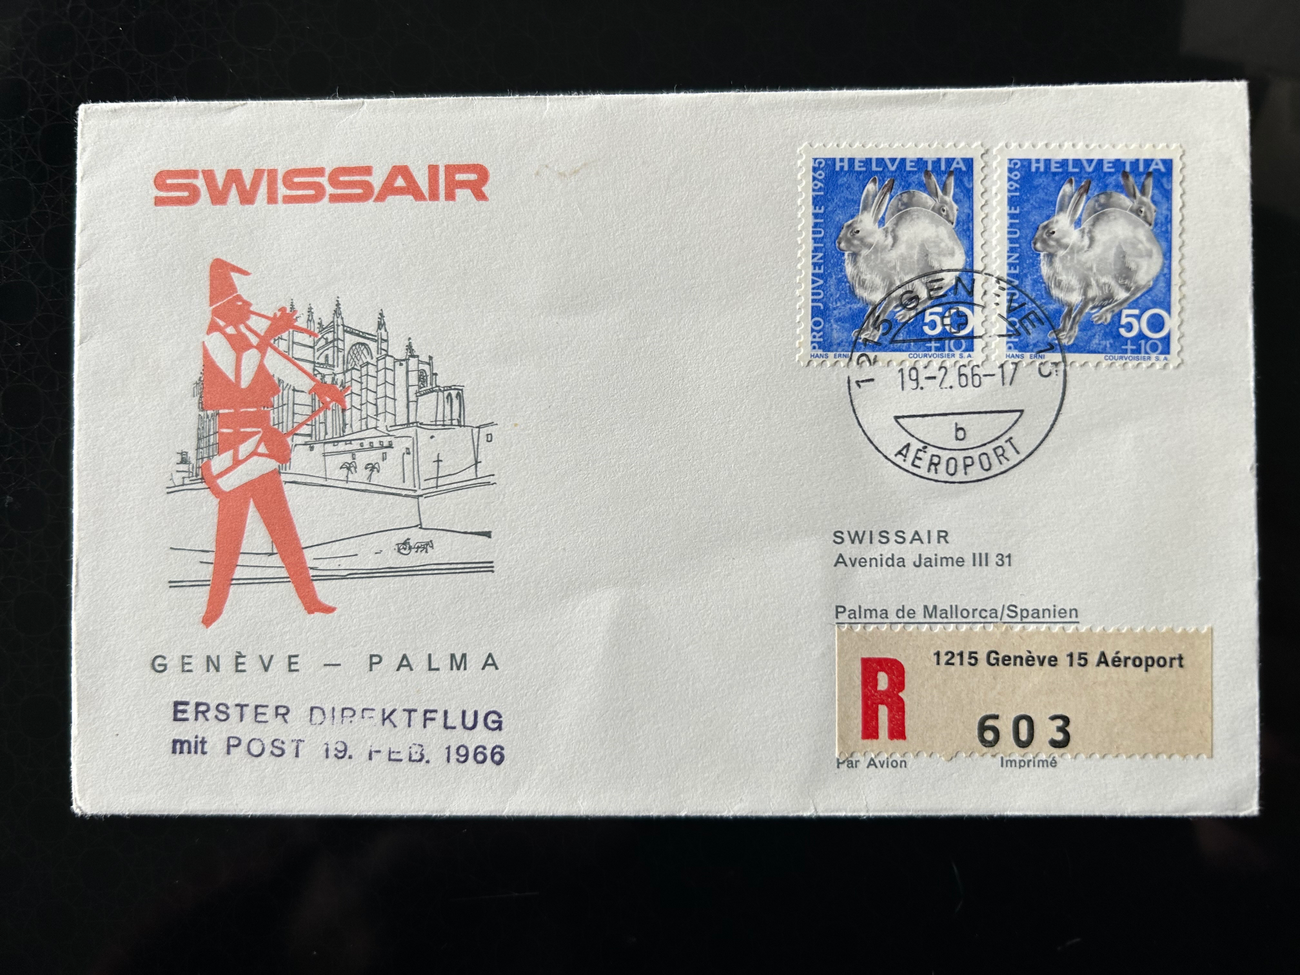 SWISSAIR
GENÈVE – PALMA
ERSTER DIREKTFLUG
mit POST 19. FEB. 1966
HELVETIA
PRO JUVENTUTE 1965
50
+10
HANS ERNI
COURVOISIER S.A.
HELVETIA
PRO JUVENTUTE 1965
50
+10
HANS ERNI
COURVOISIER S.A.
1215 GENÈVE 15
19.-2.66-17
b
AÉROPORT
SWISSAIR
Avenida Jaime III 31
Palma de Mallorca/Spanien
R
1215 Genève 15 Aéroport
603
Par Avion Imprimé